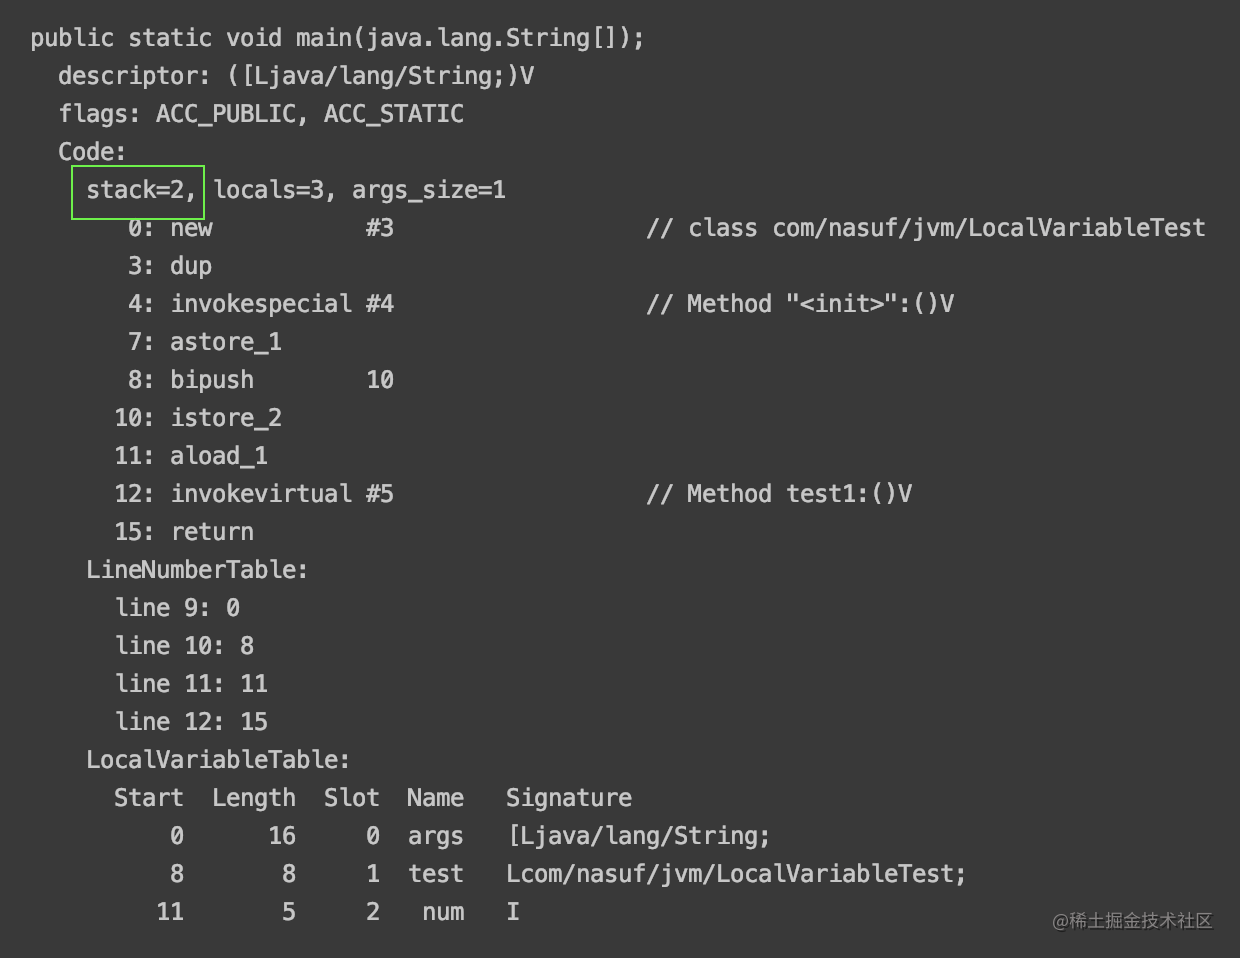 public static void main(java.lang.String[]);
descriptor: ([Ljava/lang/String;)V
flags: ACC_PUBLIC, ACC_STATIC
Code:
stack=2, locals=3, args_size=1
0: new #3 // class com/nasuf/jvm/LocalVariableTest
3: dup
4: invokespecial #4 // Method "<init>":()V
7: astore_1
8: bipush 10
10: istore_2
11: aload_1
12: invokevirtual #5 // Method test1:()V
15: return
LineNumberTable:
line 9: 0
line 10: 8
line 11: 11
line 12: 15
LocalVariableTable:
Start Length Slot Name Signature
0 16 0 args [Ljava/lang/String;
8 8 1 test Lcom/nasuf/jvm/LocalVariableTest;
11 5 2 num I
@稀土掘金技术社区